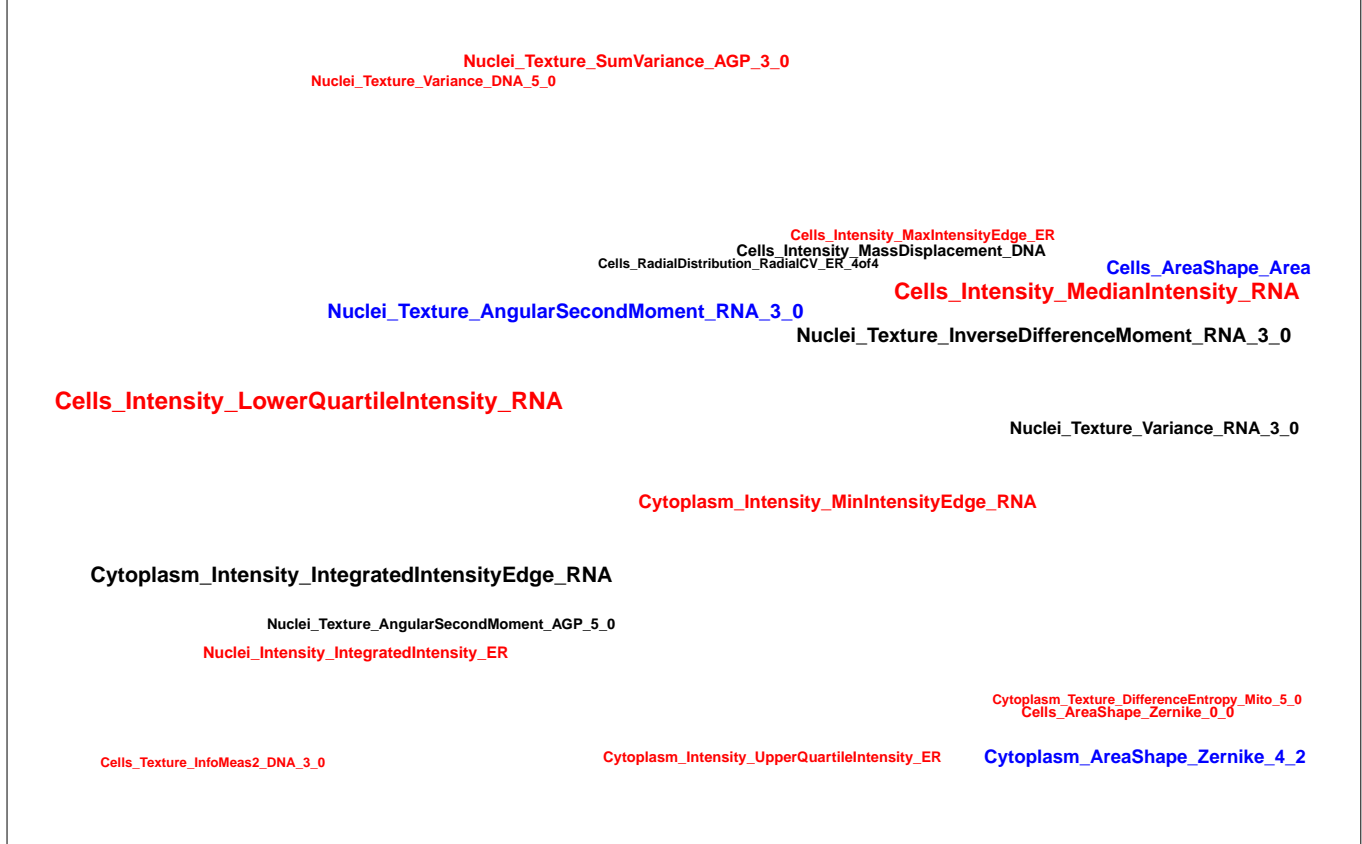 Nuclei_Texture_SumVariance_AGP_3_0
Nuclei_Texture_Variance_DNA_5_0
Cells_Intensity_MaxIntensityEdge_ER
Cells_Intensity_MassDisplacement_DNA
Cells_RadialDistribution_RadialCV_ER_4of4
Cells_AreaShape_Area
Cells_Intensity_MedianIntensity_RNA
Nuclei_Texture_AngularSecondMoment_RNA_3_0
Nuclei_Texture_InverseDifferenceMoment_RNA_3_0
Cells_Intensity_LowerQuartileIntensity_RNA
Nuclei_Texture_Variance_RNA_3_0
Cytoplasm_Intensity_MinIntensityEdge_RNA
Cytoplasm_Intensity_IntegratedIntensityEdge_RNA
Nuclei_Texture_AngularSecondMoment_AGP_5_0
Nuclei_Intensity_IntegratedIntensity_ER
Cytoplasm_Texture_DifferenceEntropy_Mito_5_0
Cells_AreaShape_Zernike_0_0
Cells_Texture_InfoMeas2_DNA_3_0
Cytoplasm_Intensity_UpperQuartileIntensity_ER
Cytoplasm_AreaShape_Zernike_4_2